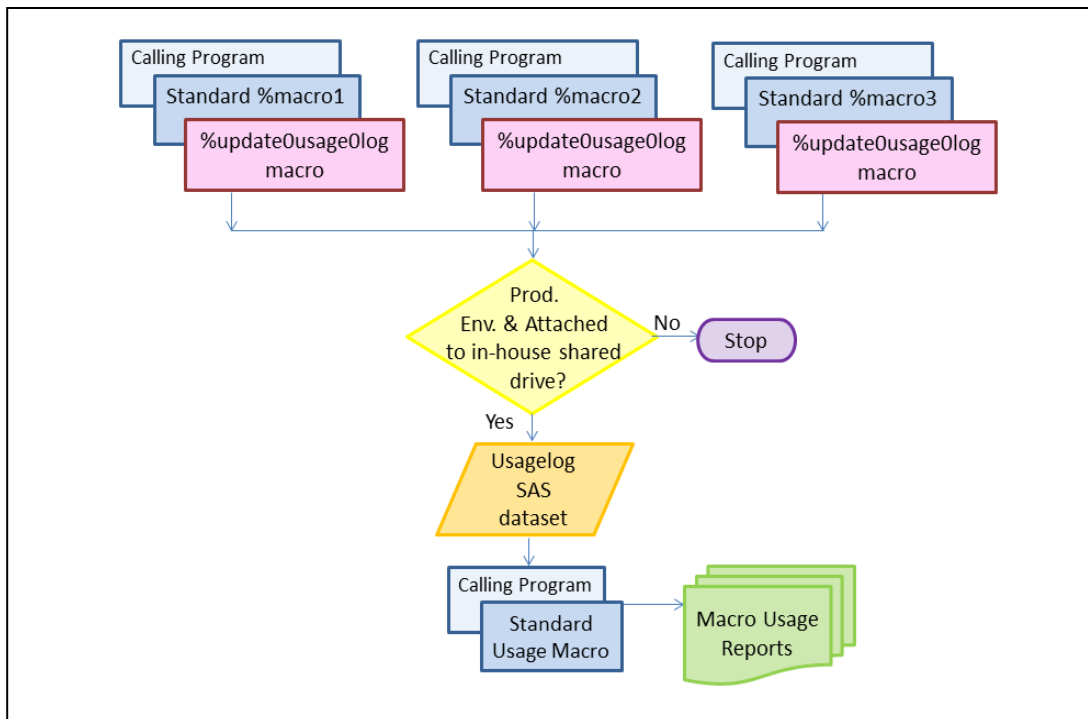 Calling Program
Standard %macro1
%update0usage0log
macro
Calling Program
Standard %macro2
%update0usage0log
macro
Calling Program
Standard %macro3
%update0usage0log
macro
Prod.
Env. & Attached
to in-house shared
drive?
No
Stop
Yes
Usagelog
SAS
dataset
Calling Program
Standard
Usage Macro
Macro Usage
Reports